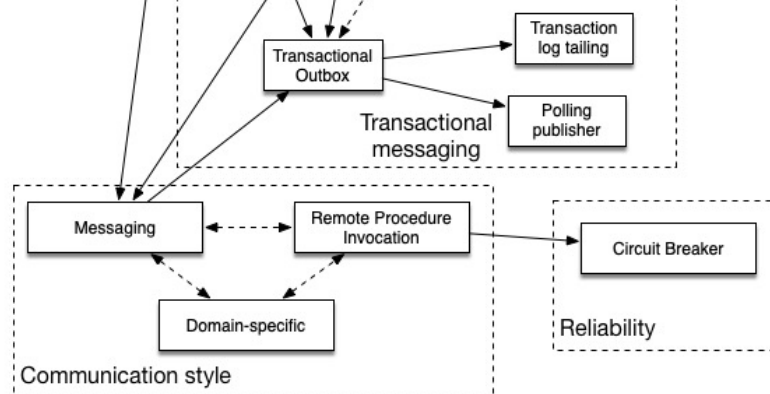 Transactional
Outbox
Transaction
log tailing
Polling
publisher
Transactional
messaging
Messaging
Remote Procedure
Invocation
Circuit Breaker
Domain-specific
Reliability
Communication style